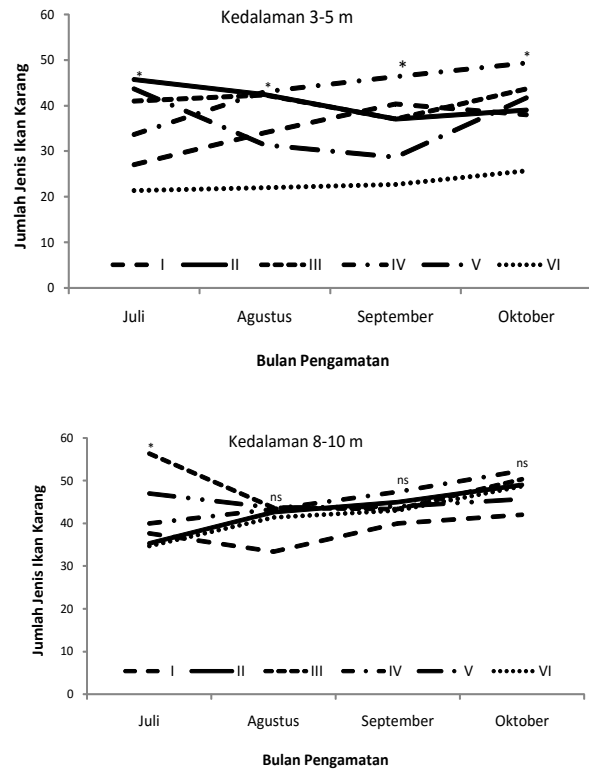 Kedalaman 3-5 m
Jumlah Jenis Ikan Karang
60
50
40
30
20
10
0
* * * *
I II III IV V VI
Juli Agustus September Oktober
Bulan Pengamatan
Kedalaman 8-10 m
Jumlah Jenis Ikan Karang
60
50
40
30
20
10
0
* ns ns ns
I II III IV V VI
Juli Agustus September Oktober
Bulan Pengamatan